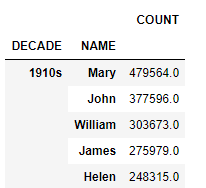 COUNT
DECADE NAME
1910s Mary 479564.0
John 377596.0
William 303673.0
James 275979.0
Helen 248315.0